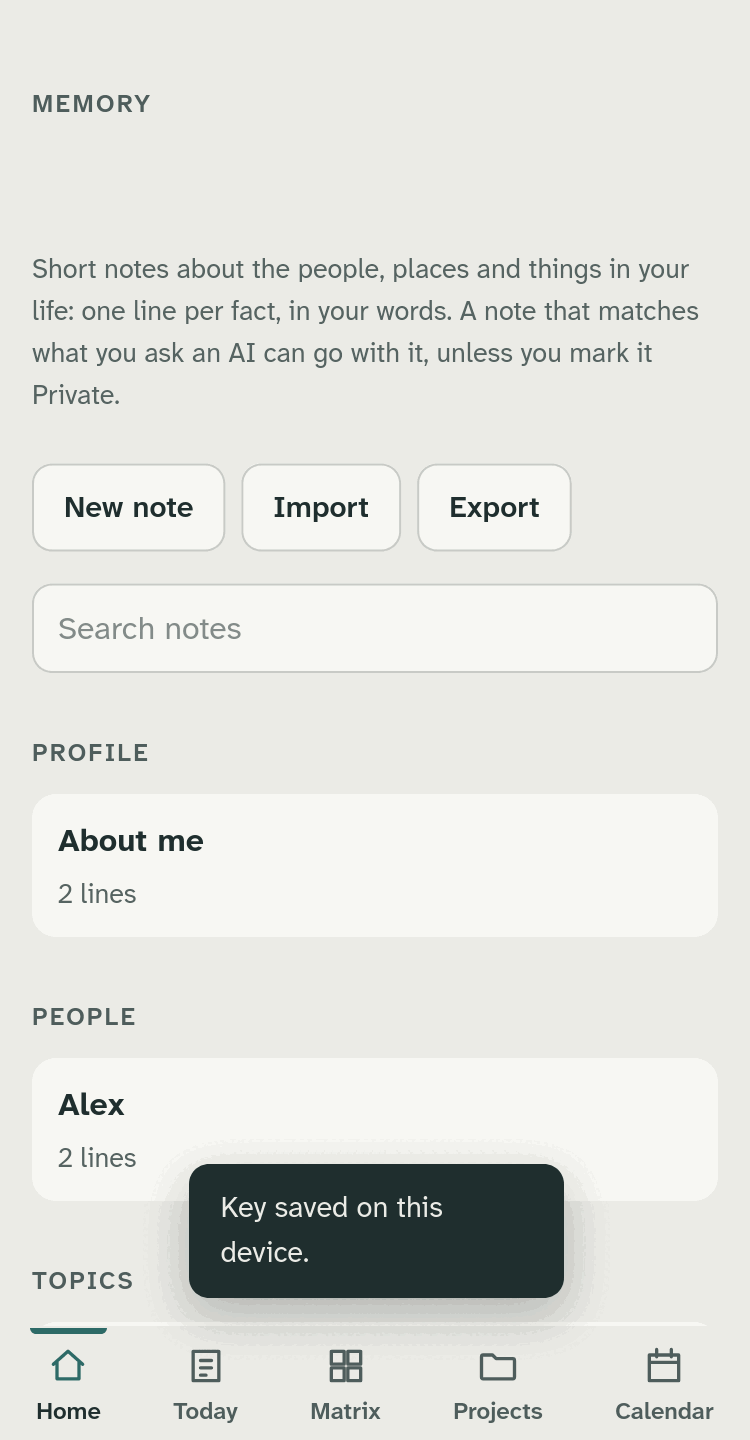 MEMORY
Short notes about the people, places and things in your
life: one line per fact, in your words. A note that matches
what you ask an AI can go with it, unless you mark it
Private.
New note
Import
Export
Search notes
PROFILE
About me
2 lines
PEOPLE
Alex
2 lines
Key saved on this
device.
TOPICS
Home
Today
Matrix
Projects
Calendar